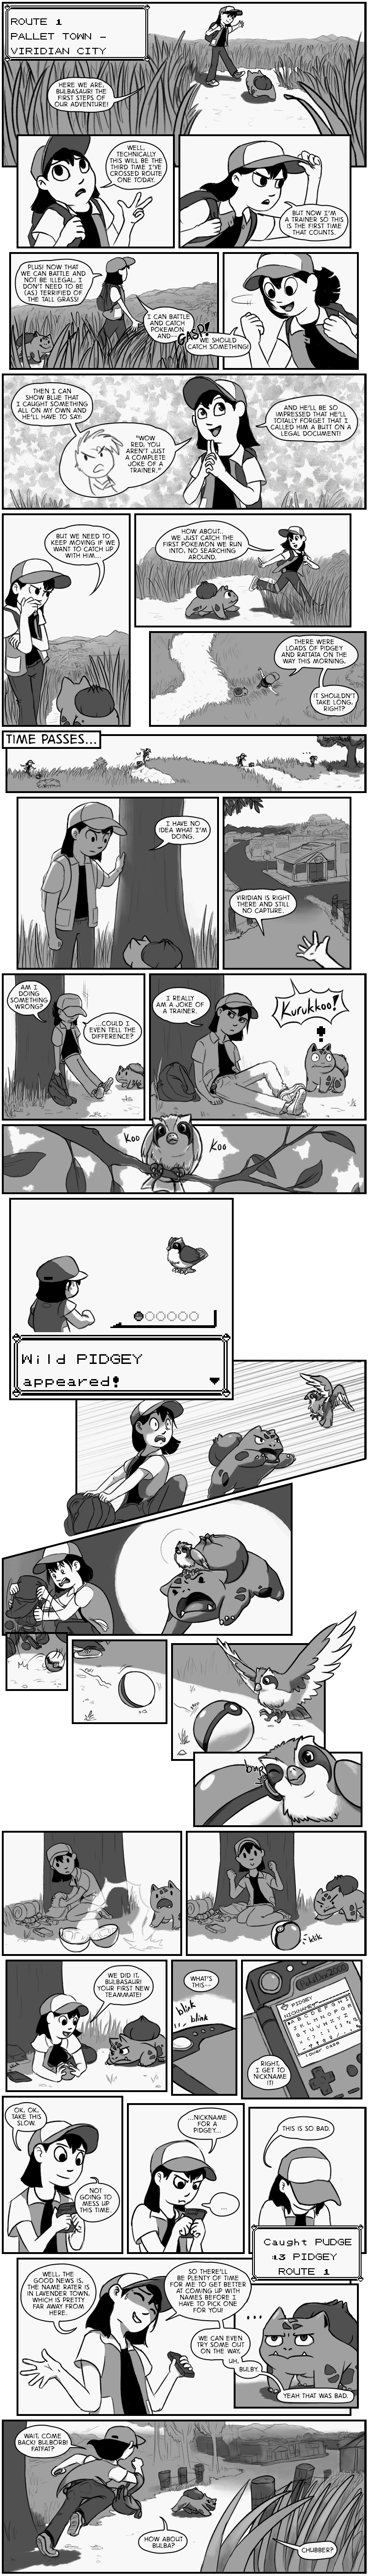 ROUTE 1
PALLET TOWN –
VIRIDIAN CITY
HERE WE ARE,
BULBASAUR! THE
FIRST STEPS OF
OUR ADVENTURE!
WELL,
TECHNICALLY
THIS WILL BE THE
THIRD TIME I'VE
CROSSED ROUTE
ONE TODAY.
BUT NOW I'M
A TRAINER SO THIS
IS THE FIRST TIME
THAT COUNTS.
PLUS! NOW THAT
WE CAN BATTLE AND
NOT BE ILLEGAL, I
DON'T NEED TO BE
(AS) TERRIFIED OF
THE TALL GRASS!
I CAN BATTLE
AND CATCH
POKEMON
AND--
GASP!
WE SHOULD
CATCH SOMETHING!
THEN I CAN
SHOW BLUE THAT
I CAUGHT SOMETHING
ALL ON MY OWN AND
HE'LL HAVE TO SAY:
"WOW
RED, YOU
AREN'T JUST
A COMPLETE
JOKE OF A
TRAINER."
AND HE'LL BE SO
IMPRESSED THAT HE'LL
TOTALLY FORGET THAT I
CALLED HIM A BUTT ON A
LEGAL DOCUMENT!
BUT WE NEED TO
KEEP MOVING IF WE
WANT TO CATCH UP
WITH HIM...
HOW ABOUT..
WE JUST CATCH THE
FIRST POKEMON WE RUN
INTO, NO SEARCHING
AROUND.
THERE WERE
LOADS OF PIDGEY
AND RATTATA ON THE
WAY THIS MORNING.
IT SHOULDN'T
TAKE LONG,
RIGHT?
TIME PASSES...
I HAVE NO
IDEA WHAT I'M
DOING.
VIRIDIAN IS RIGHT
THERE AND STILL
NO CAPTURE.
AM I
DOING
SOMETHING
WRONG?
...COULD I
EVEN TELL THE
DIFFERENCE?
I REALLY
AM A JOKE OF
A TRAINER.
Kurukkoo!
!
KOO
KOO
Wild PIDGEY
appeared!
bup
blik
WE DID IT,
BULBASAUR!
YOUR FIRST NEW
TEAMMATE!
WHAT'S
THIS--
blink
blink
PIDGEY
NICKNAME?
lower case
RIGHT,
I GET TO
NICKNAME
IT!
OK, OK,
TAKE THIS
SLOW.
NOT
GOING TO
MESS UP
THIS TIME.
...NICKNAME
FOR A
PIDGEY...
...
THIS IS SO
BAD.
Caught PUDGE
:L3 PIDGEY
ROUTE 1
WELL, THE
GOOD NEWS IS,
THE NAME RATER IS
IN LAVENDER TOWN,
WHICH IS PRETTY
FAR AWAY FROM
HERE.
SO THERE'LL
BE PLENTY OF TIME
FOR ME TO GET BETTER
AT COMING UP WITH
NAMES BEFORE I
HAVE TO PICK ONE
FOR YOU!
WE CAN EVEN
TRY SOME OUT
ON THE WAY,
UH,
BULBY.
...
YEAH THAT WAS BAD.
WAIT, COME
BACK! BULBORB!
FATFAT?
HOW ABOUT
BULBA?
CHUBBER?